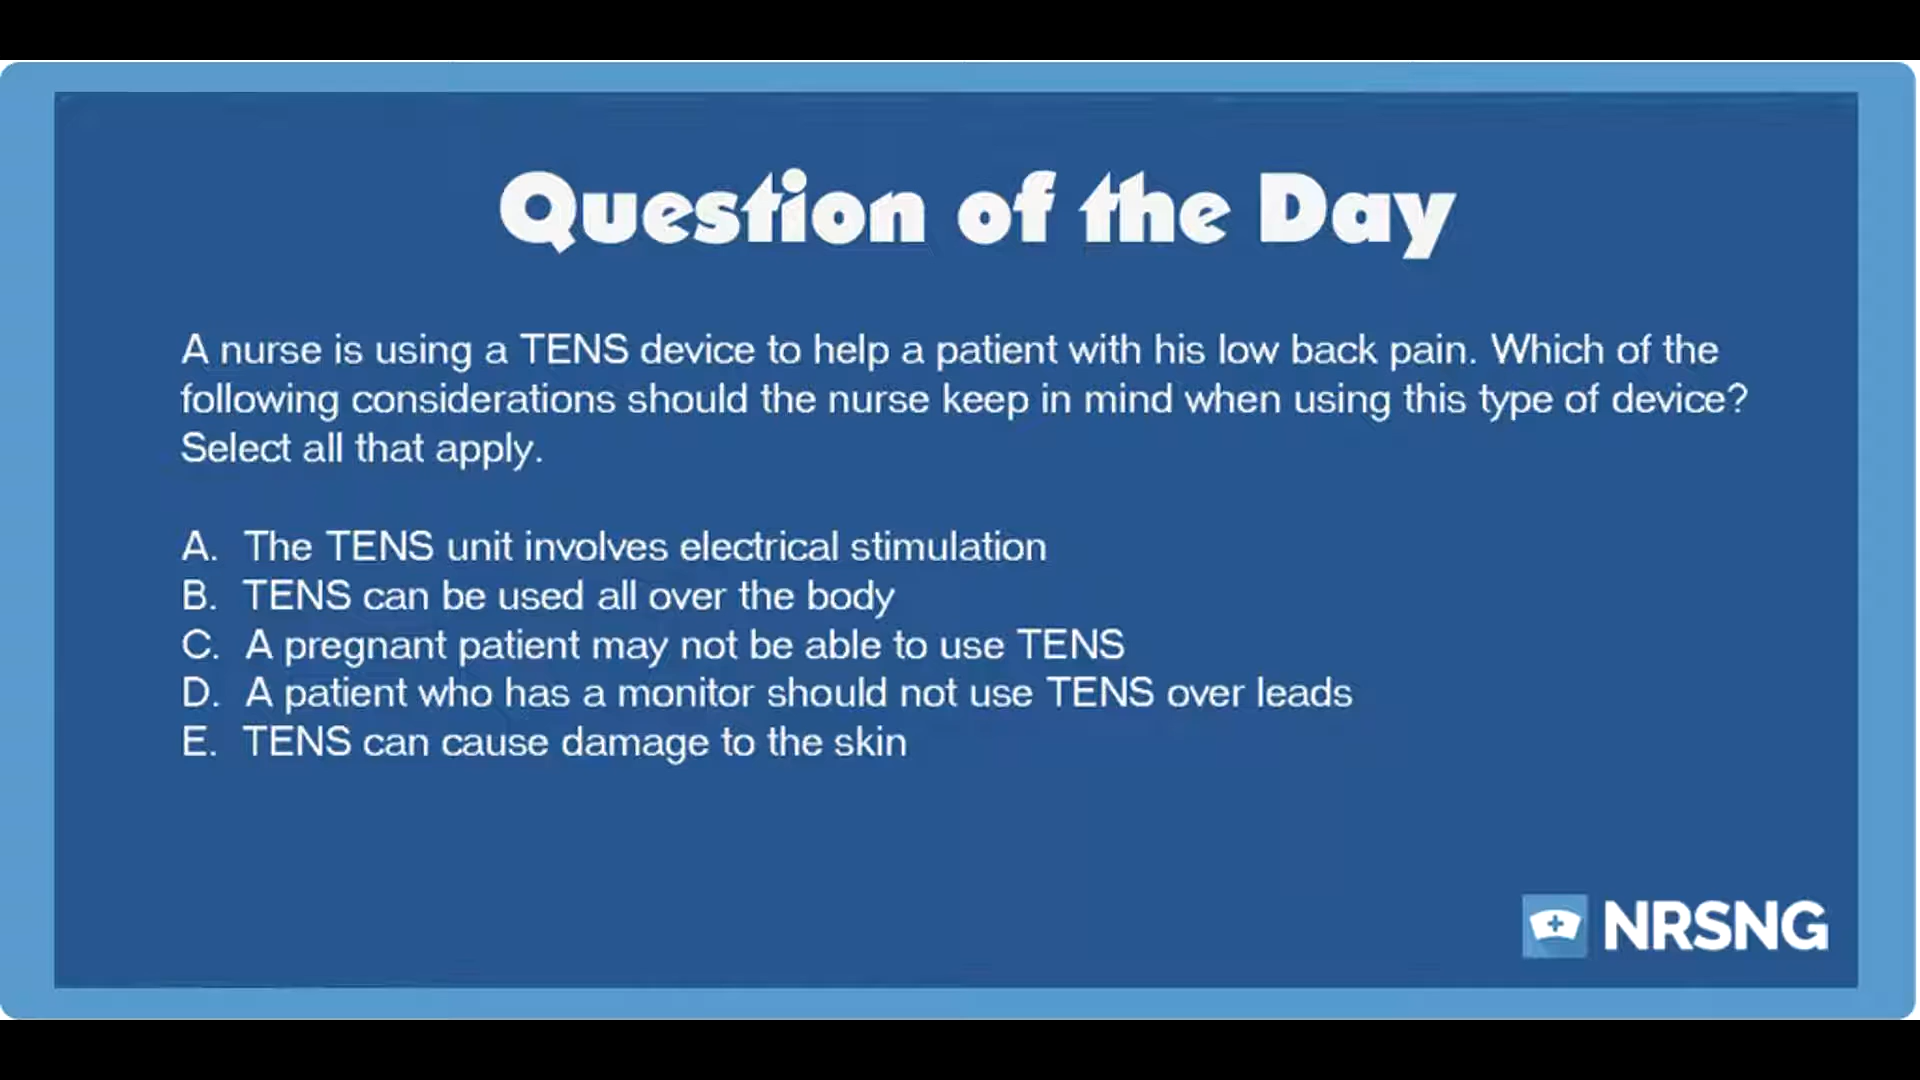 Question of the Day
A nurse is using a TENS device to help a patient with his low back pain. Which of the
following considerations should the nurse keep in mind when using this type of device?
Select all that apply.
A. The TENS unit involves electrical stimulation
B. TENS can be used all over the body
C. A pregnant patient may not be able to use TENS
D. A patient who has a monitor should not use TENS over leads
E. TENS can cause damage to the skin
NRSNG